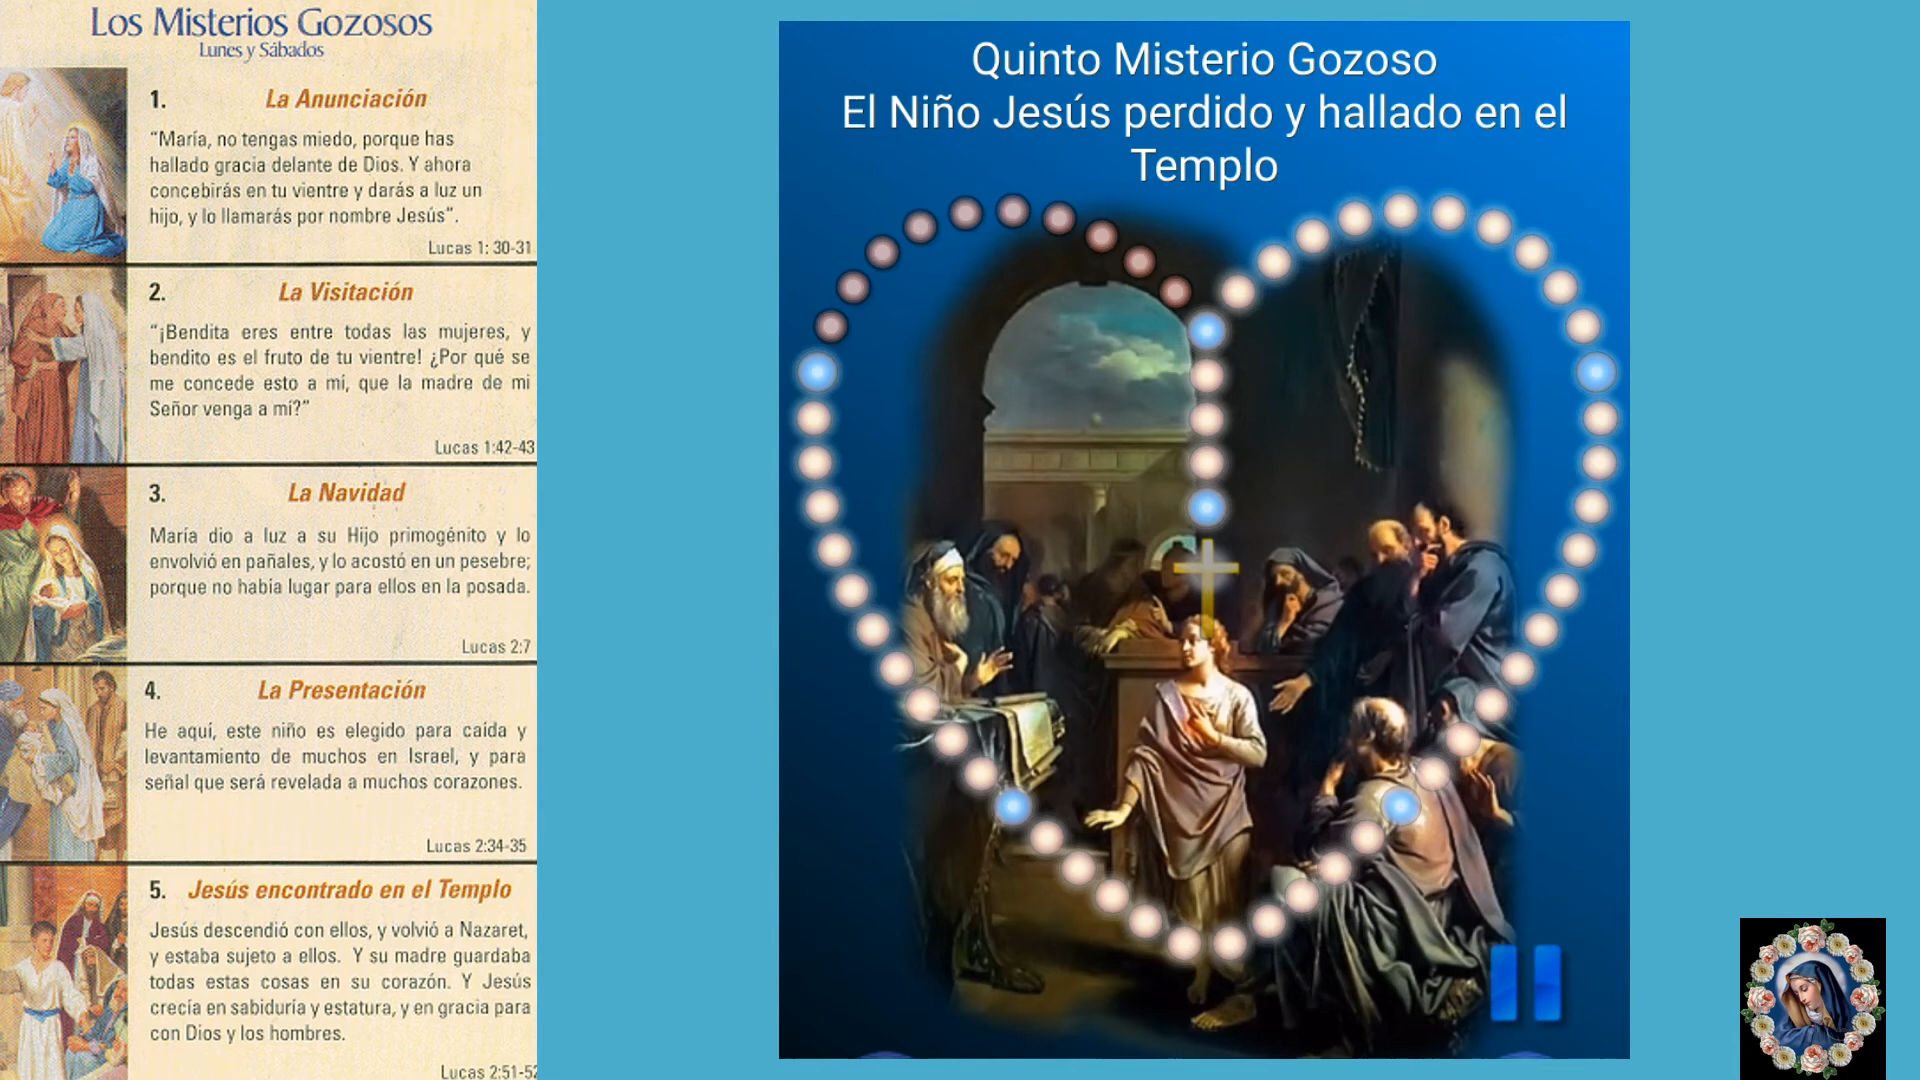 Los Misterios Gozosos
Lunes y Sábados
1. La Anunciación
“María, no tengas miedo, porque has
hallado gracia delante de Dios. Y ahora
concebirás en tu vientre y darás a luz un
hijo, y lo llamarás por nombre Jesús”.
Lucas 1: 30-31
2. La Visitación
“¡Bendita eres entre todas las mujeres, y
bendito es el fruto de tu vientre! ¿Por qué se
me concede esto a mí, que la madre de mi
Señor venga a mí?”
Lucas 1:42-43
3. La Navidad
María dio a luz a su Hijo primogénito y lo
envolvió en pañales, y lo acostó en un pesebre;
porque no había lugar para ellos en la posada.
Lucas 2:7
4. La Presentación
He aquí, este niño es elegido para caída y
levantamiento de muchos en Israel, y para
señal que será revelada a muchos corazones.
Lucas 2:34-35
5. Jesús encontrado en el Templo
Jesús descendió con ellos, y volvió a Nazaret,
y estaba sujeto a ellos. Y su madre guardaba
todas estas cosas en su corazón. Y Jesús
crecía en sabiduría y estatura, y en gracia para
con Dios y los hombres.
Lucas 2:51-52
Quinto Misterio Gozoso
El Niño Jesús perdido y hallado en el
Templo